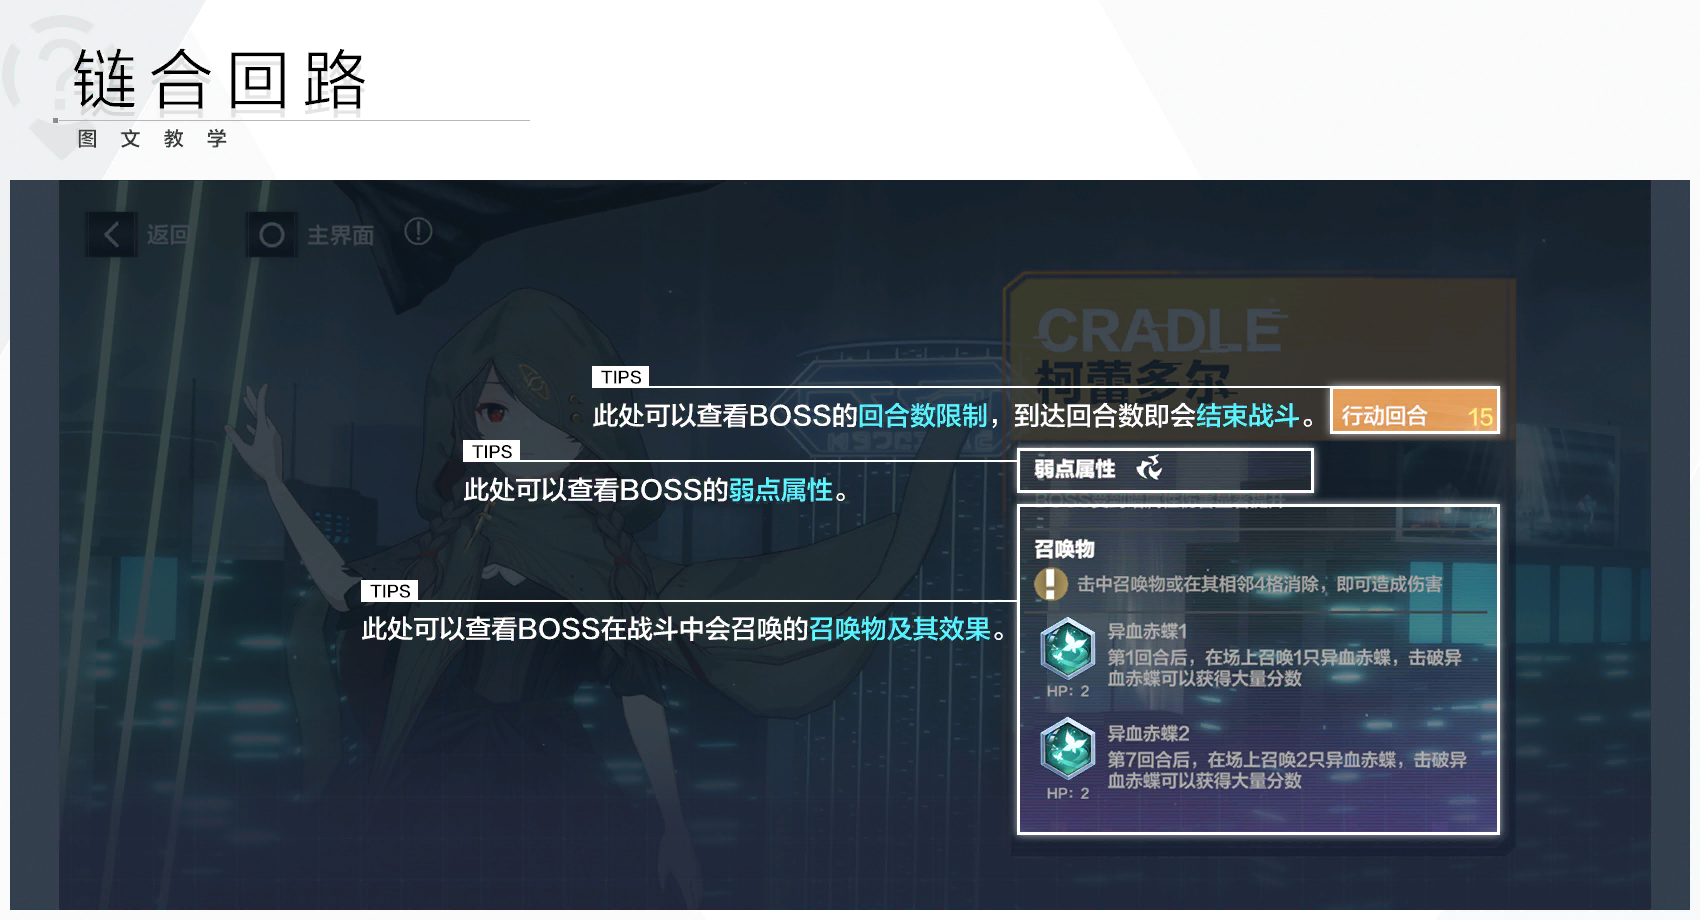 链合回路
图文教学
返回
主界面
CRADLE
柯蕾多尔
TIPS
此处可以查看BOSS的回合数限制，到达回合数即会结束战斗。
行动回合 15
TIPS
此处可以查看BOSS的弱点属性。
弱点属性
召唤物
击中召唤物或在其相邻4格消除，即可造成伤害
TIPS
此处可以查看BOSS在战斗中会召唤的召唤物及其效果。
异血赤蝶1
第1回合后，在场上召唤1只异血赤蝶，击破异
血赤蝶可以获得大量分数
HP：2
异血赤蝶2
第7回合后，在场上召唤2只异血赤蝶，击破异
血赤蝶可以获得大量分数
HP：2